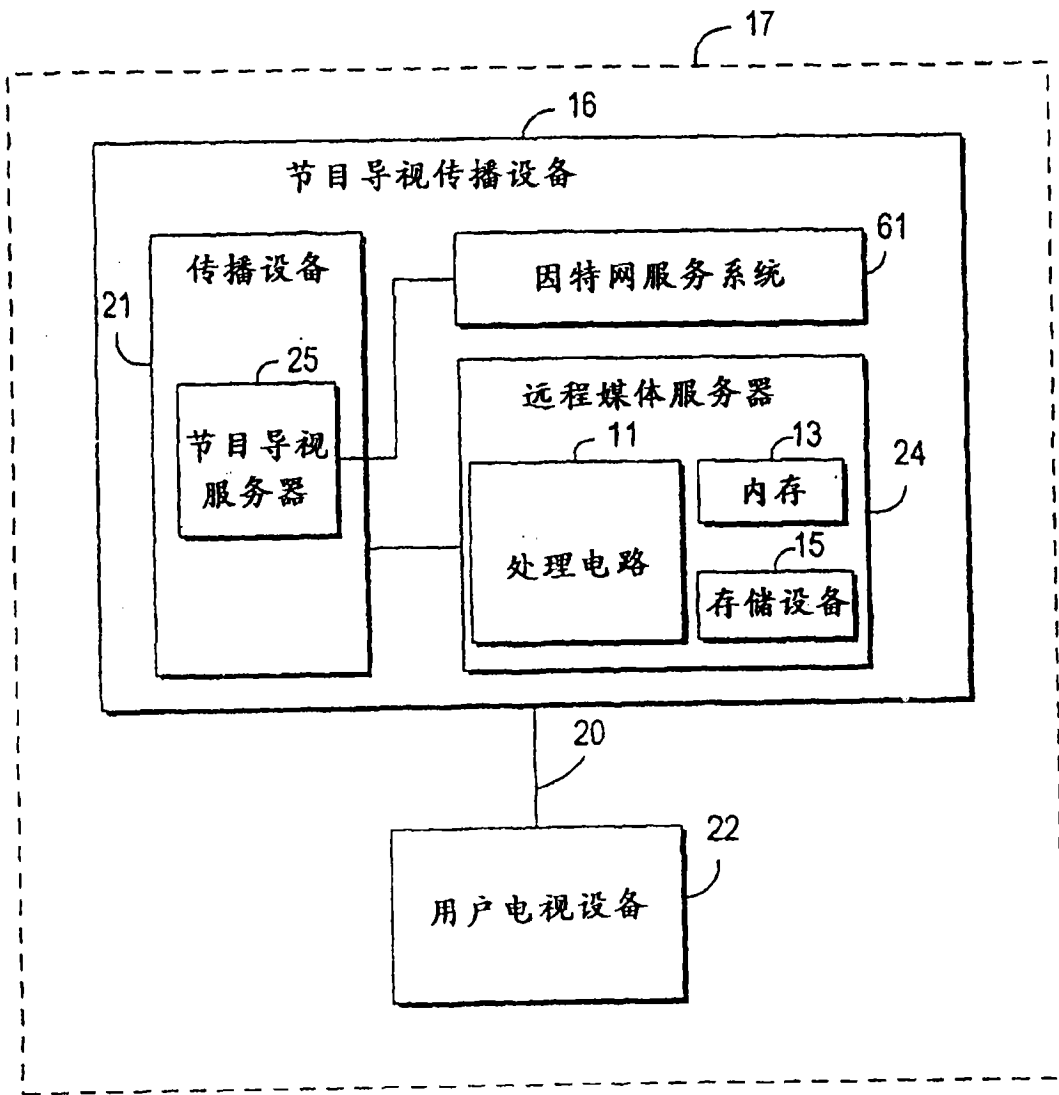 17
16
节目导视传播设备
传播设备
61
因特网服务系统
21
25
节目导视
服务器
远程媒体服务器
11
13
24
内存
处理电路
15
存储设备
20
22
用户电视设备